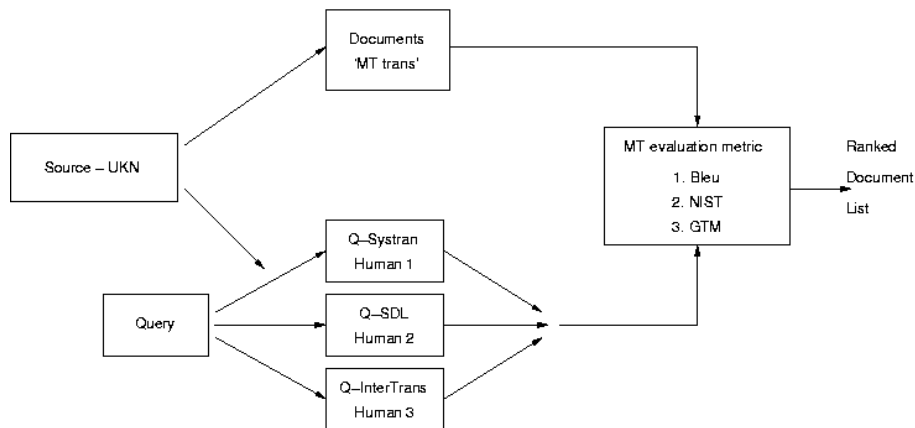 Documents
'MT trans'
Source – UKN
MT evaluation metric
1. Bleu
2. NIST
3. GTM
Ranked
Document
List
Q–Systran
Human 1
Query
Q–SDL
Human 2
Q–InterTrans
Human 3